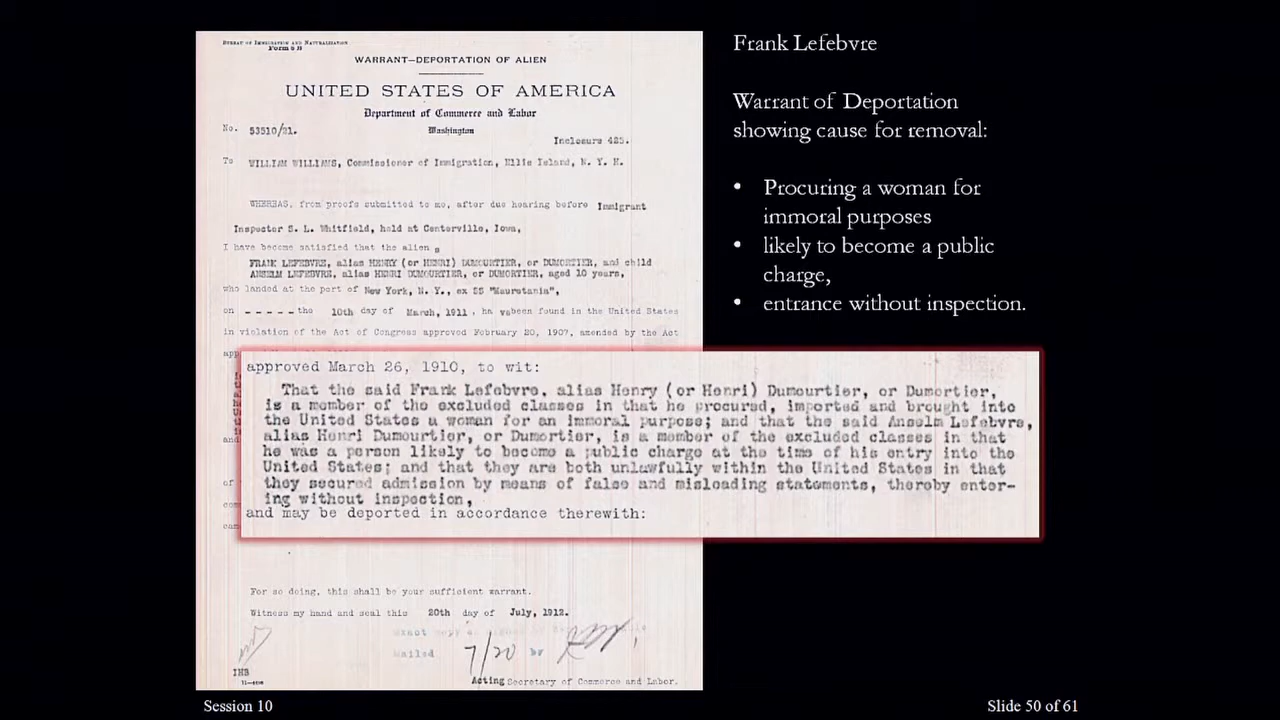 Bureau of Immigration and Naturalization
Form 8 B
WARRANT—DEPORTATION OF ALIEN
UNITED STATES OF AMERICA
Department of Commerce and Labor
Washington
No. 53510/21.
Inclosure 425.
To WILLIAM WILLIAMS, Commissioner of Immigration, Ellis Island, N. Y. H.
WHEREAS, from proofs submitted to me, after due hearing before Immigrant
Inspector S. L. Whitfield, held at Centerville, Iowa,
I have become satisfied that the alien s
FRANK LEFEBVRE, alias HENRY (or HENRI) DUMOURTIER, or DUMORTIER, and child
ANSELM LEFEBVRE, alias HENRI DUMOURTIER, or DUMORTIER, aged 10 years,
who landed at the port of New York, N. Y., ex SS "Mauretania",
on - - - - - the 10th day of March, 1911, ha ve been found in the United States
in violation of the Act of Congress approved February 20, 1907, amended by the Act
approved March 26, 1910, to wit:
That the said Frank Lefebvre, alias Henry (or Henri) Dumourtier, or Dumortier,
is a member of the excluded classes in that he procured, imported and brought into
the United States a woman for an immoral purpose; and that the said Anselm Lefebvre,
alias Henri Dumourtier, or Dumortier, is a member of the excluded classes in that
he was a person likely to become a public charge at the time of his entry into the
United States; and that they are both unlawfully within the United States in that
they secured admission by means of false and misleading statements, thereby enter-
ing without inspection,
and may be deported in accordance therewith:
For so doing, this shall be your sufficient warrant.
Witness my hand and seal this 20th day of July, 1912.
Exact copy as
Mailed 7/20 by
IHB
11—406
Acting Secretary of Commerce and Labor.
Frank Lefebvre
Warrant of Deportation
showing cause for removal:
• Procuring a woman for
immoral purposes
• likely to become a public
charge,
• entrance without inspection.
Session 10
Slide 50 of 61